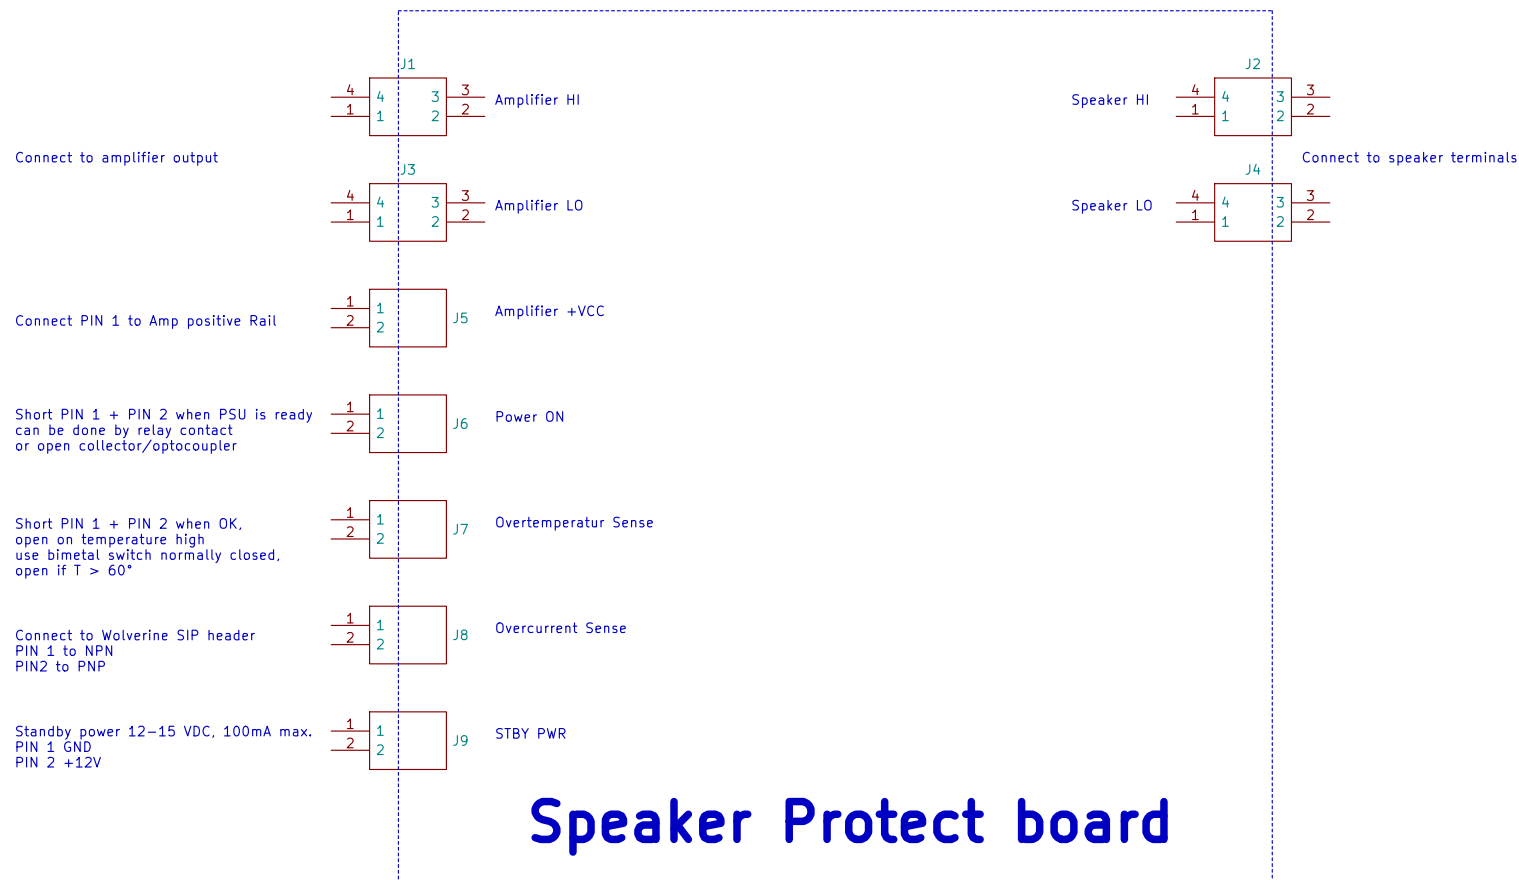 J1
4 4 3 3
1 1 2 2
Amplifier HI
J2
Speaker HI
4 4 3 3
1 1 2 2
Connect to amplifier output
Connect to speaker terminals
J3
4 4 3 3
1 1 2 2
Amplifier LO
J4
Speaker LO
4 4 3 3
1 1 2 2
Connect PIN 1 to Amp positive Rail
1 1
2 2
J5
Amplifier +VCC
Short PIN 1 + PIN 2 when PSU is ready
can be done by relay contact
or open collector/optocoupler
1 1
2 2
J6
Power ON
Short PIN 1 + PIN 2 when OK,
open on temperature high
use bimetal switch normally closed,
open if T > 60°
1 1
2 2
J7
Overtemperatur Sense
Connect to Wolverine SIP header
PIN 1 to NPN
PIN2 to PNP
1 1
2 2
J8
Overcurrent Sense
Standby power 12-15 VDC, 100mA max.
PIN 1 GND
PIN 2 +12V
1 1
2 2
J9
STBY PWR
Speaker Protect board